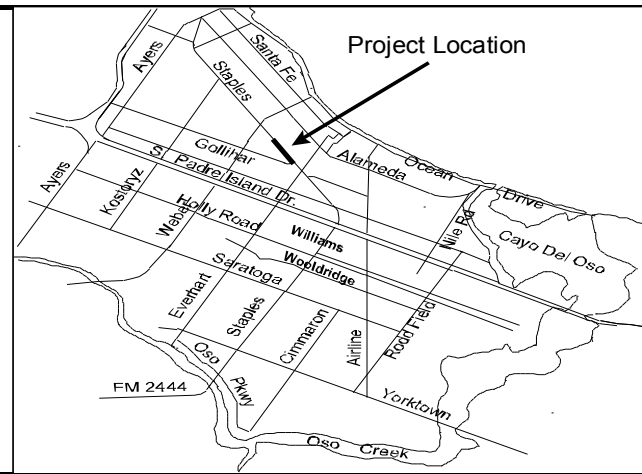 Project Location
Santa Fe
Ayers
Staples
Gollihar
S. Padre Island Dr.
Alameda
Ocean Drive
Ayers
Kostoryz
Weber
Holly Road
Williams
Wooldridge
Nile Rd
Cayo Del Oso
Saratoga
Everhart
Staples
Cimmaron
Airline
Rodd Field
Oso Pkwy
FM 2444
Yorktown
Oso Creek